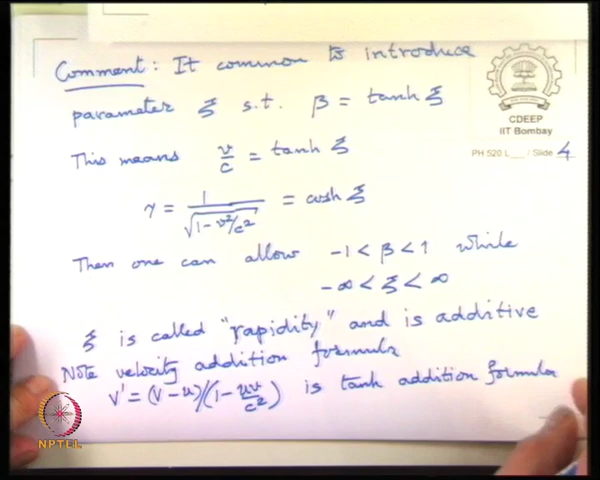 Comment: It common to introduce
parameter ξ s.t. β = tanh ξ
This means v/c = tanh ξ
γ = 1/√(1 - v²/c²) = cosh ξ
Then one can allow -1 < β < 1 while
-∞ < ξ < ∞
ξ is called "rapidity" and is additive
Note velocity addition formula
v' = (v - u)/(1 - uv/c²) is tanh addition formula
CDEEP
IIT Bombay
PH 520 L___ / Slide 4
NPTEL